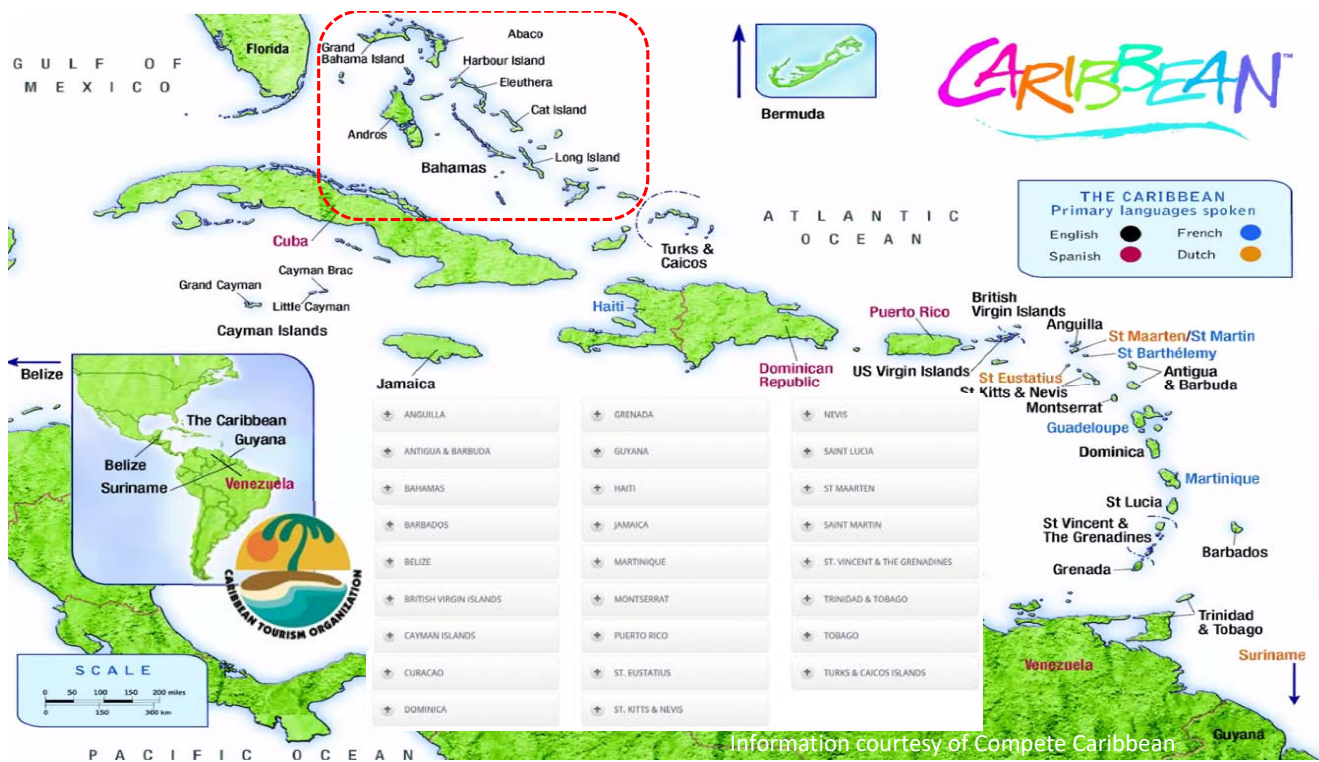 GULF OF
MEXICO
Florida
Grand
Bahama Island
Abaco
Harbour Island
Eleuthera
Cat Island
Andros
Long Island
Bahamas
Bermuda
CARIBBEAN™
THE CARIBBEAN
Primary languages spoken
English
French
Spanish
Dutch
ATLANTIC
OCEAN
Cuba
Turks &
Caicos
Cayman Brac
Grand Cayman
Little Cayman
Cayman Islands
Haiti
Jamaica
Dominican
Republic
Puerto Rico
British
Virgin Islands
US Virgin Islands
Anguilla
St Maarten/St Martin
St Barthélemy
St Eustatius
St Kitts & Nevis
Antigua
& Barbuda
Montserrat
Guadeloupe
Dominica
Martinique
St Lucia
St Vincent &
The Grenadines
Barbados
Grenada
Trinidad
& Tobago
Suriname
Venezuela
Guyana
Belize
The Caribbean
Guyana
Belize
Suriname
Venezuela
CARIBBEAN TOURISM ORGANIZATION
ANGUILLA
ANTIGUA & BARBUDA
BAHAMAS
BARBADOS
BELIZE
BRITISH VIRGIN ISLANDS
CAYMAN ISLANDS
CURACAO
DOMINICA
GRENADA
GUYANA
HAITI
JAMAICA
MARTINIQUE
MONTSERRAT
PUERTO RICO
ST. EUSTATIUS
ST. KITTS & NEVIS
NEVIS
SAINT LUCIA
ST MAARTEN
SAINT MARTIN
ST. VINCENT & THE GRENADINES
TRINIDAD & TOBAGO
TOBAGO
TURKS & CAICOS ISLANDS
SCALE
0 50 100 150 200 miles
0 150 300 km
PACIFIC OCEAN
Information courtesy of Compete Caribbean